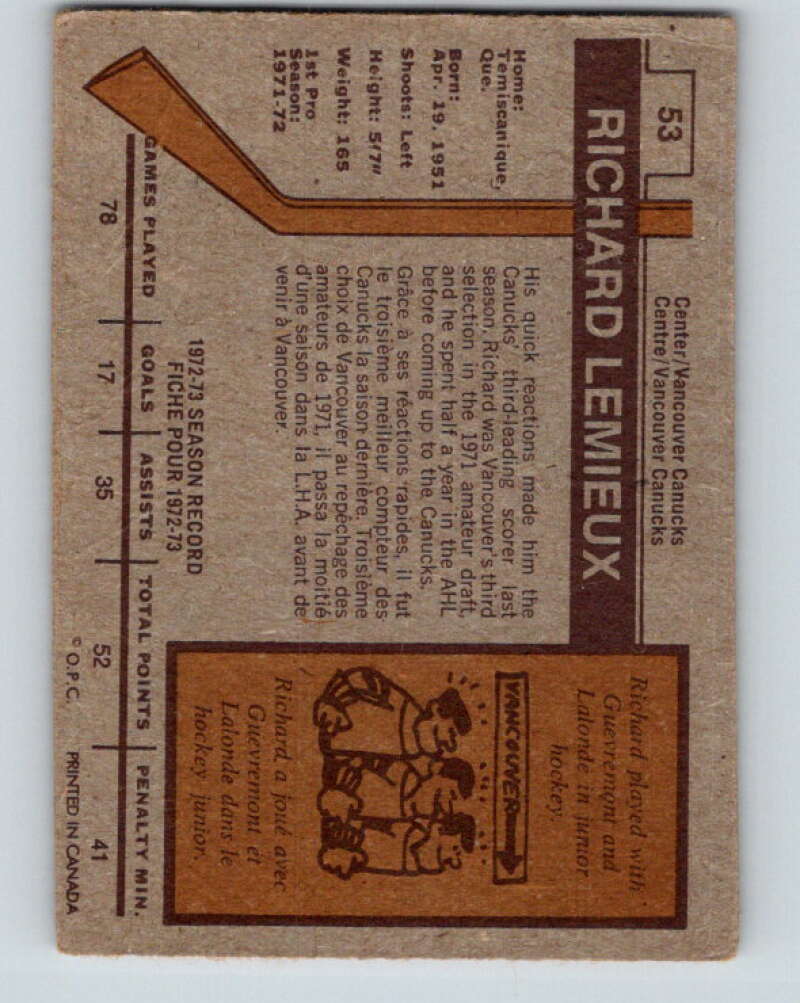 53
Center/Vancouver Canucks
Centre/Vancouver Canucks
RICHARD LEMIEUX
Home:
Temiscanique,
Que.
Born:
Apr. 19, 1951
Shoots: Left
Height: 5'7"
Weight: 165
1st Pro
Season:
1971-72
His quick reactions made him the
Canucks' third-leading scorer last
season. Richard was Vancouver's third
selection in the 1971 amateur draft,
and he spent half a year in the AHL
before coming up to the Canucks.
Grâce à ses réactions rapides, il fut
le troisième meilleur compteur des
Canucks la saison dernière. Troisième
choix de Vancouver au repêchage des
amateurs de 1971, il passa la moitié
d'une saison dans la L.H.A. avant de
venir à Vancouver.
Richard played with
Guevremont and
Lalonde in junior
hockey.
VANCOUVER
Richard a joué avec
Guevremont et
Lalonde dans le
hockey junior.
1972-73 SEASON RECORD
FICHE POUR 1972-73
GAMES PLAYED GOALS ASSISTS TOTAL POINTS PENALTY MIN.
78 17 35 52 41
© O.P.C. PRINTED IN CANADA